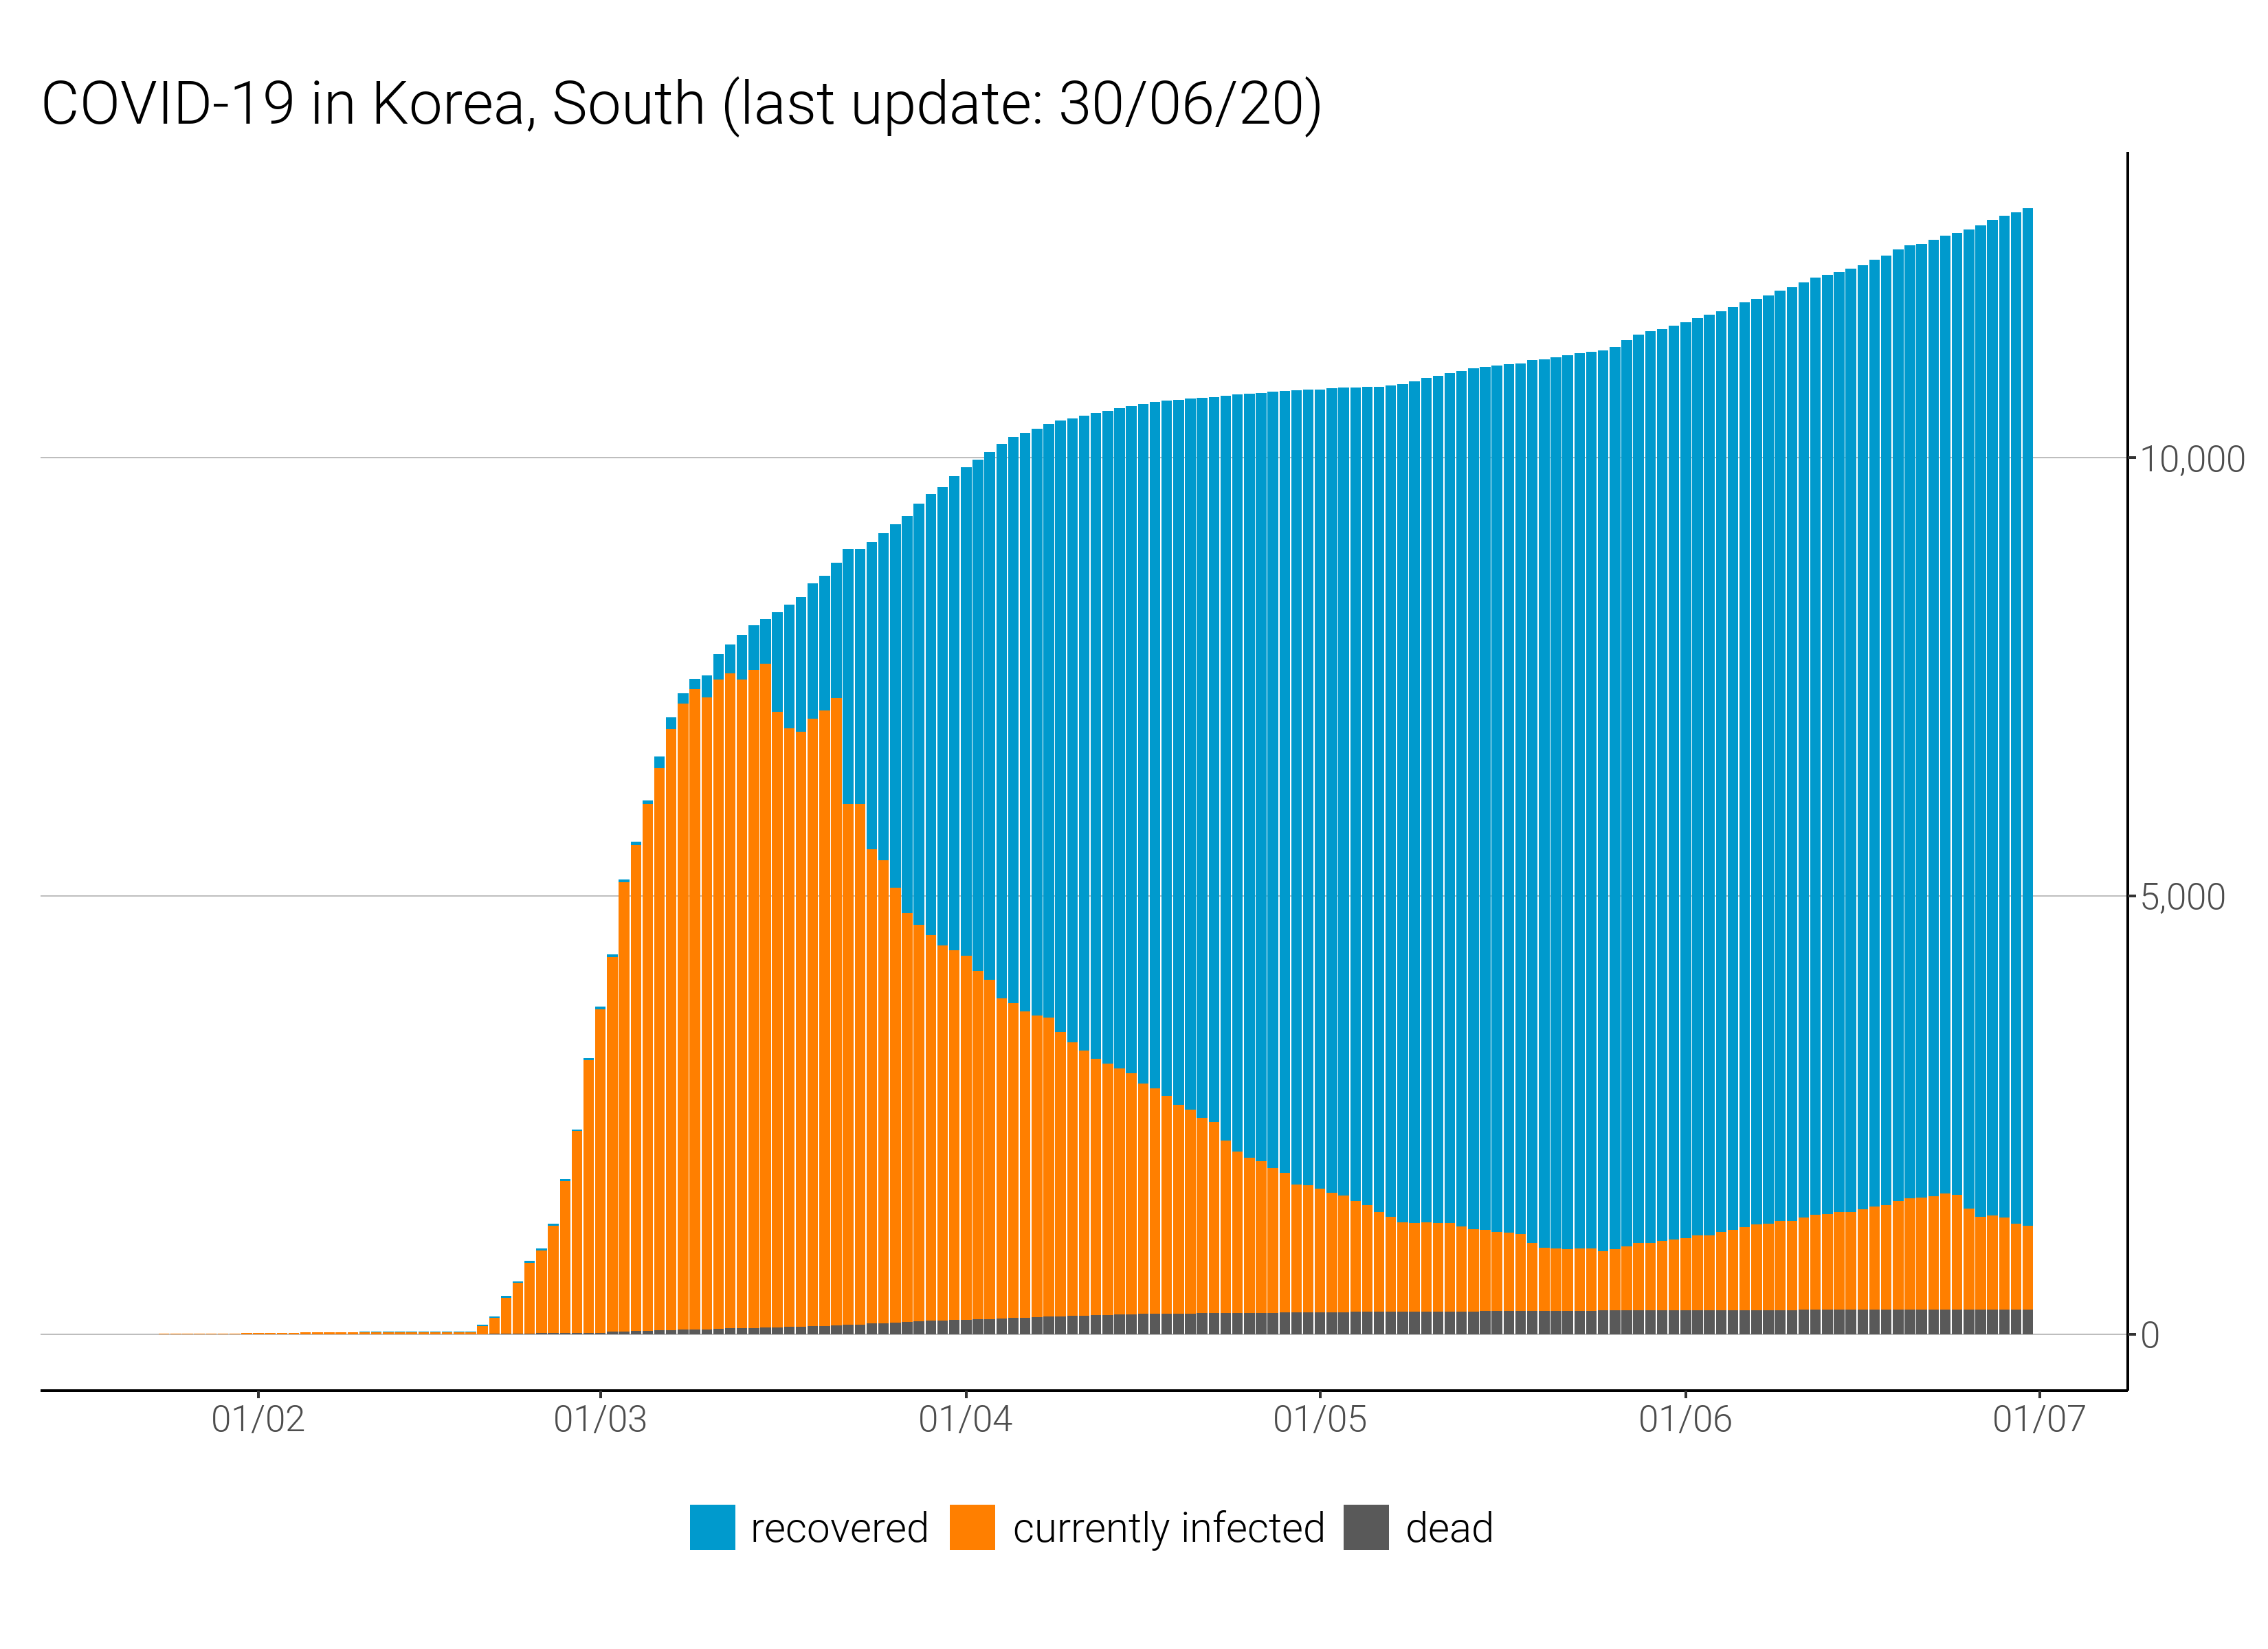 COVID-19 in Korea, South (last update: 30/06/20)
10,000
5,000
0
01/02 01/03 01/04 01/05 01/06 01/07
recovered currently infected dead